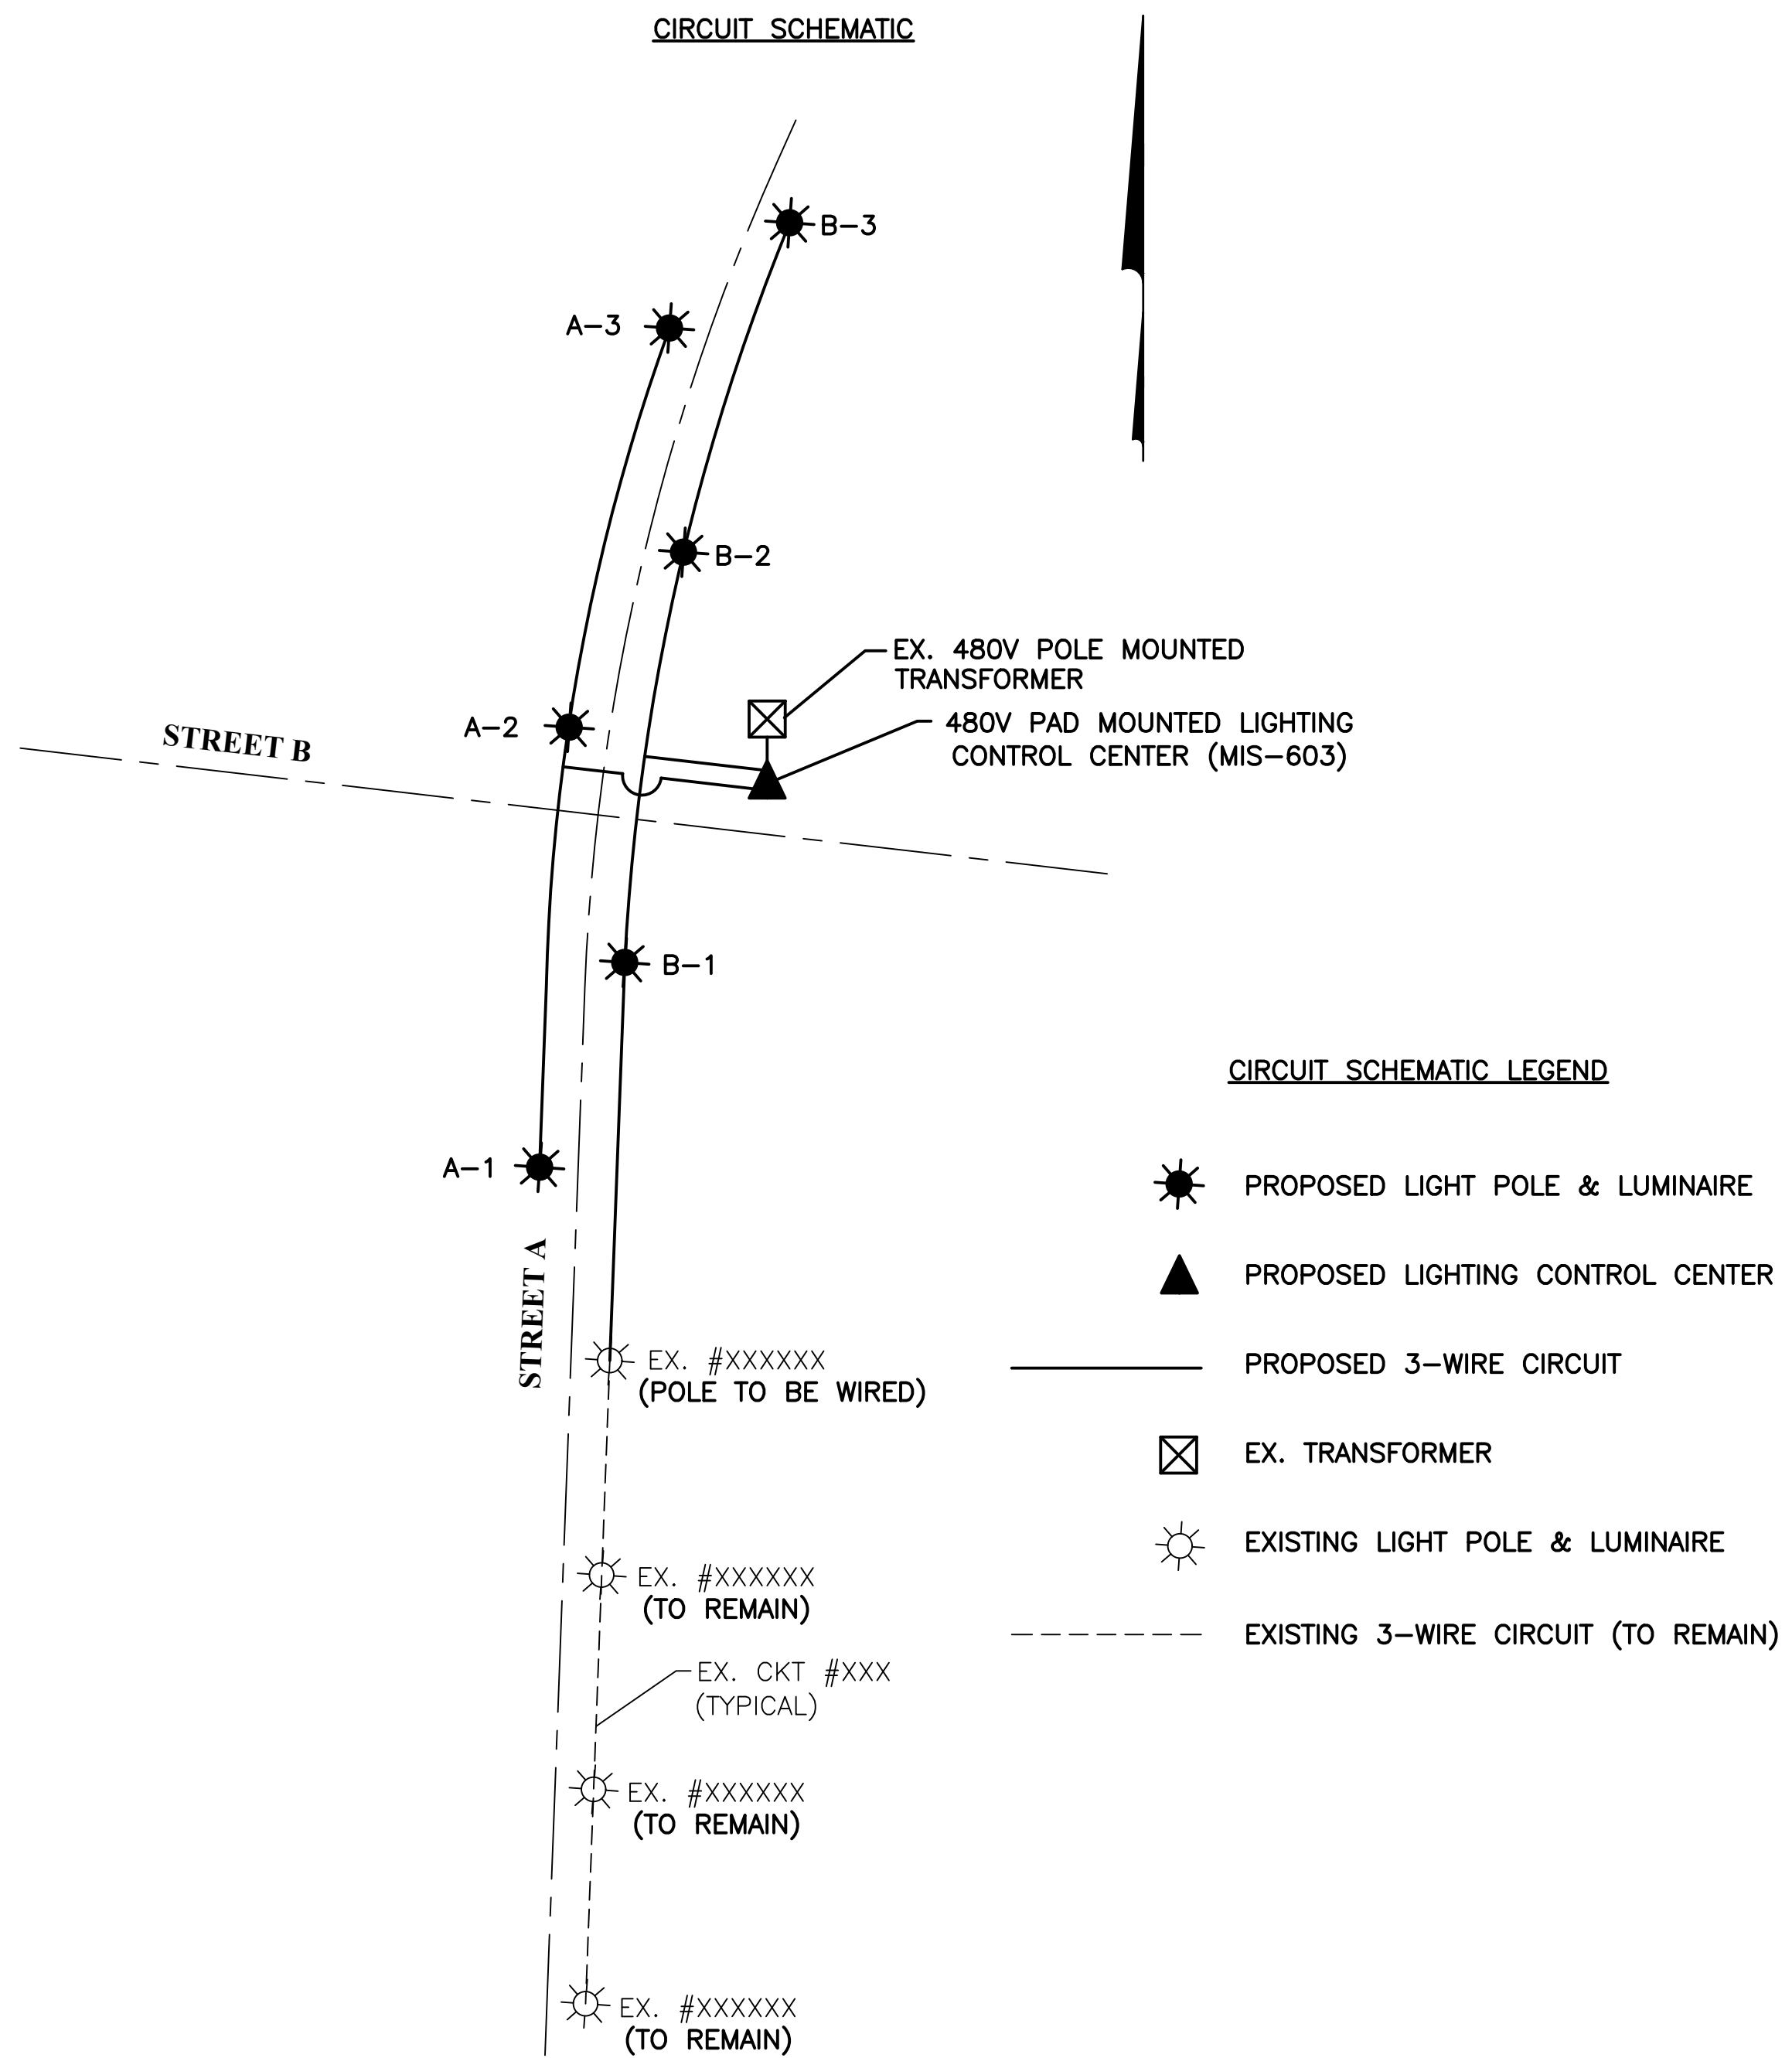 CIRCUIT SCHEMATIC
B-3
A-3
B-2
EX. 480V POLE MOUNTED
TRANSFORMER
A-2
480V PAD MOUNTED LIGHTING
CONTROL CENTER (MIS-603)
STREET B
B-1
A-1
STREET A
EX. #XXXXXX
(POLE TO BE WIRED)
EX. #XXXXXX
(TO REMAIN)
EX. CKT #XXX
(TYPICAL)
EX. #XXXXXX
(TO REMAIN)
EX. #XXXXXX
(TO REMAIN)
CIRCUIT SCHEMATIC LEGEND
PROPOSED LIGHT POLE & LUMINAIRE
PROPOSED LIGHTING CONTROL CENTER
PROPOSED 3-WIRE CIRCUIT
EX. TRANSFORMER
EXISTING LIGHT POLE & LUMINAIRE
EXISTING 3-WIRE CIRCUIT (TO REMAIN)